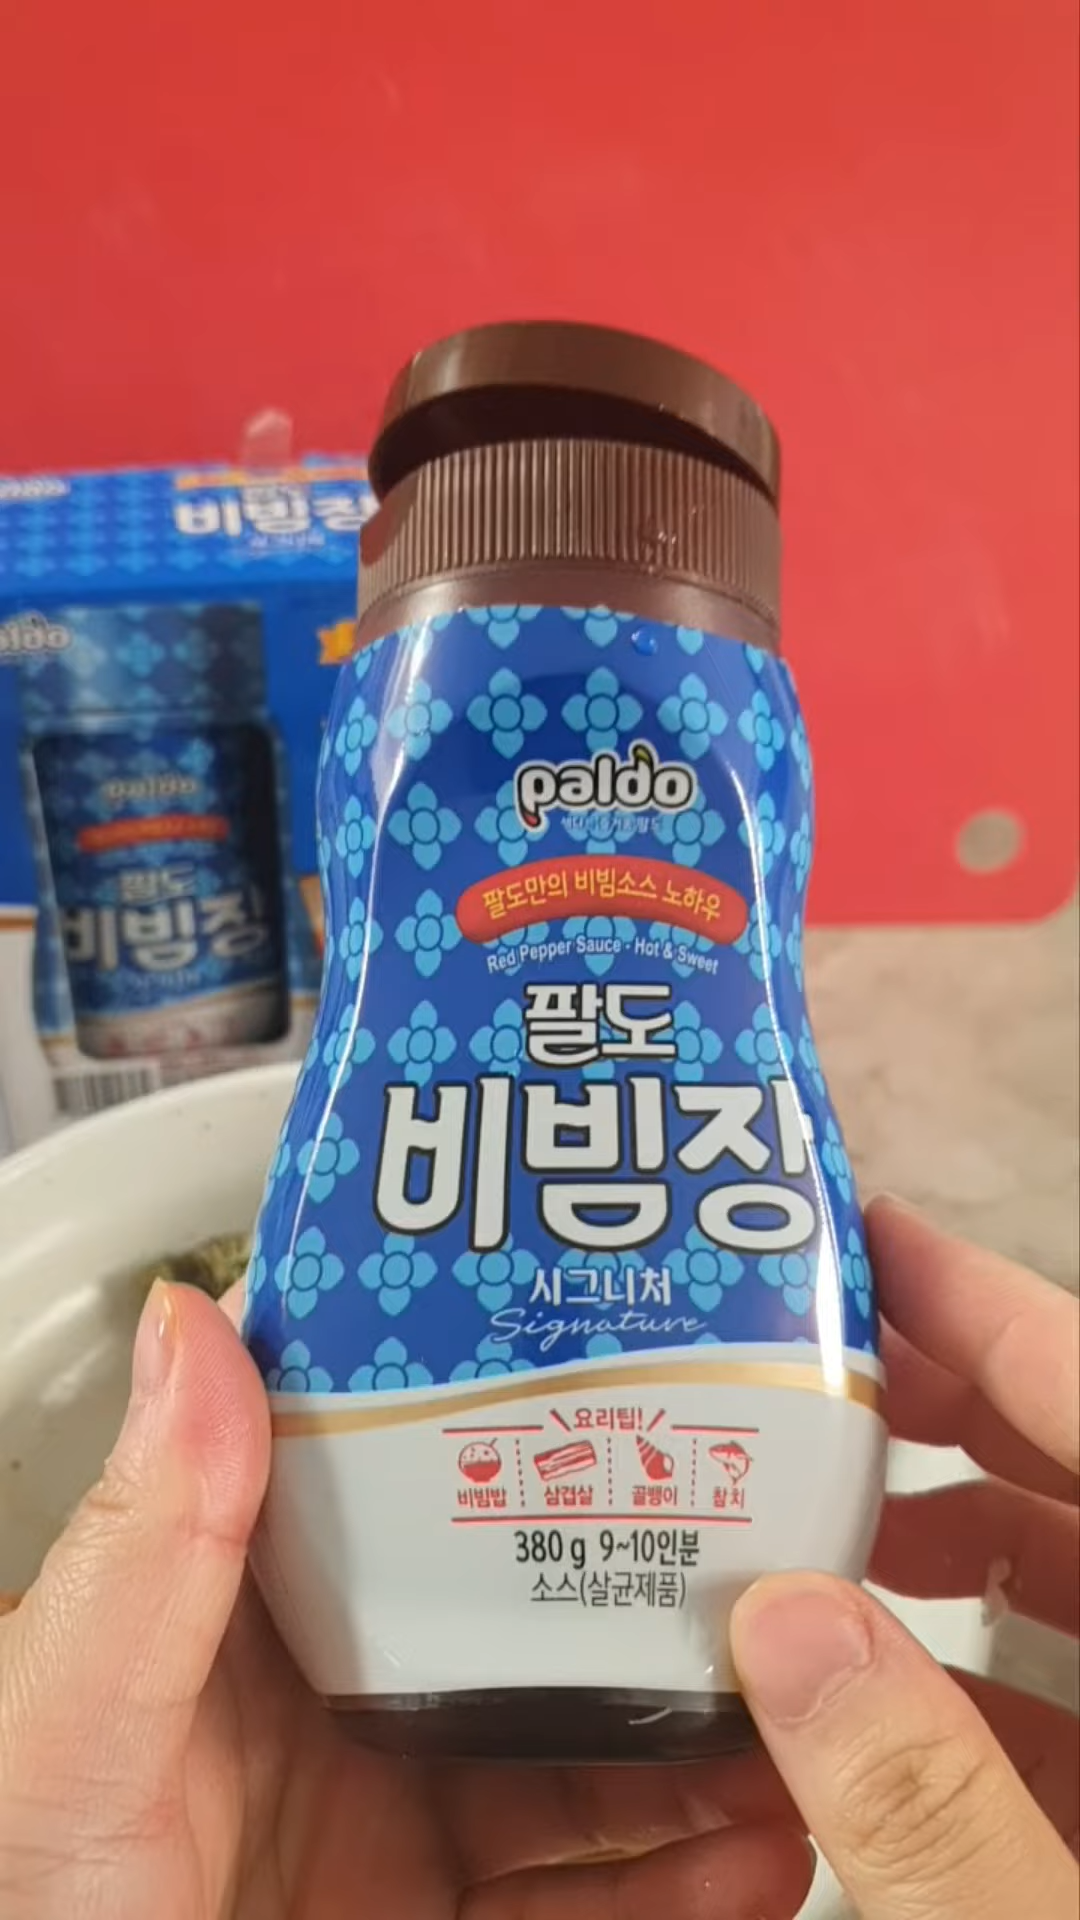 비빔장
paldo
팔도
비빔장
paldo
팔도만의 비빔소스 노하우
Red Pepper Sauce - Hot & Sweet
팔도
비빔장
시그니처
Signature
요리팁!
비빔밥 삼겹살 골뱅이 참치
380 g 9~10인분
소스(살균제품)